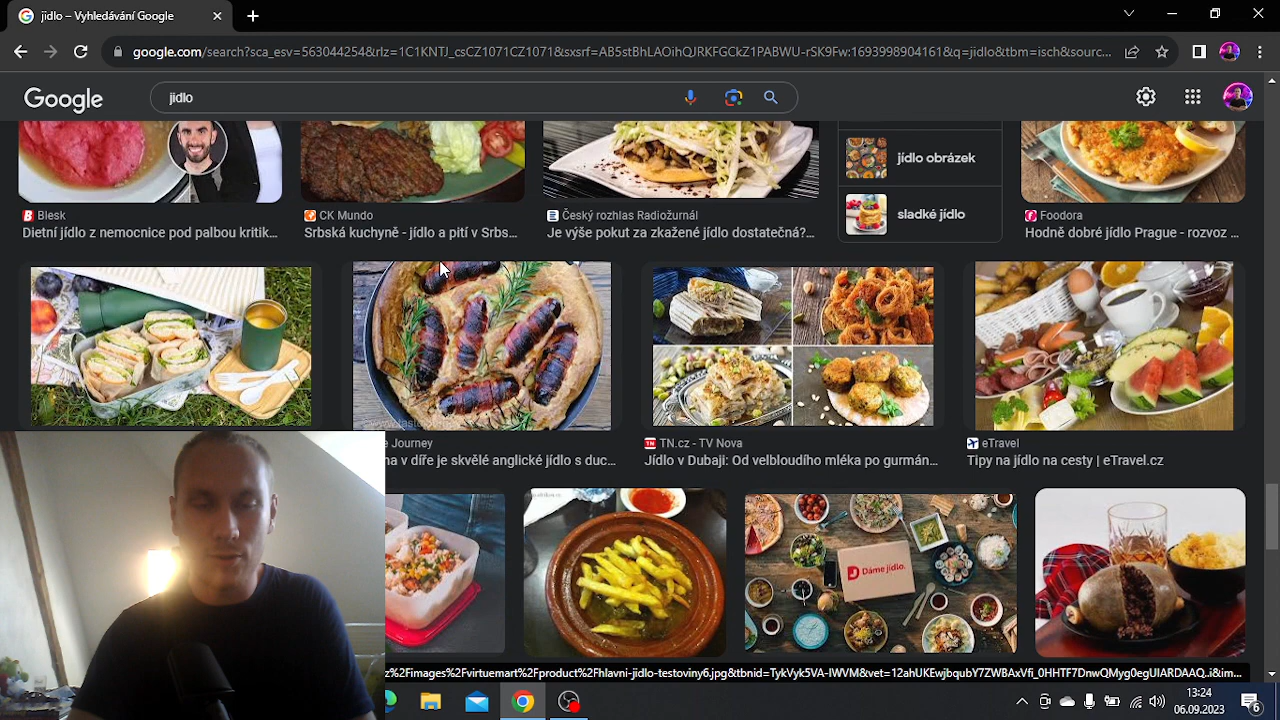 jídlo – Vyhledávání Google
google.com/search?sca_esv=563044254&rlz=1C1KNTJ_csCZ1071CZ1071&sxsrf=AB5stBhLAOihQJRKFGCkZ1PABWU-rSK9Fw:1693998904161&q=jidlo&tbm=isch&sourc...
Google
jidlo
jídlo obrázek
sladké jídlo
Blesk
Dietní jídlo z nemocnice pod palbou kritik...
CK Mundo
Srbská kuchyně - jídlo a pití v Srbs...
Český rozhlas Radiožurnál
Je výše pokut za zkažené jídlo dostatečná?...
Foodora
Hodně dobré jídlo Prague - rozvoz ...
Journey
v díře je skvělé anglické jídlo s duc...
TN.cz - TV Nova
Jídlo v Dubaji: Od velbloudího mléka po gurmán...
eTravel
Tipy na jídlo na cesty | eTravel.cz
Dáme jídlo.
z%2Fimages%2Fvirtuemart%2Fproduct%2Fhlavni-jidlo-testoviny6.jpg&tbnid=TykVyk5VA-IWVM&vet=12ahUKEwjbqubY7ZWBAxVfi_0HHTF7DnwQMyg0egUIARDAAQ..i&im...
13:24
06.09.2023
6